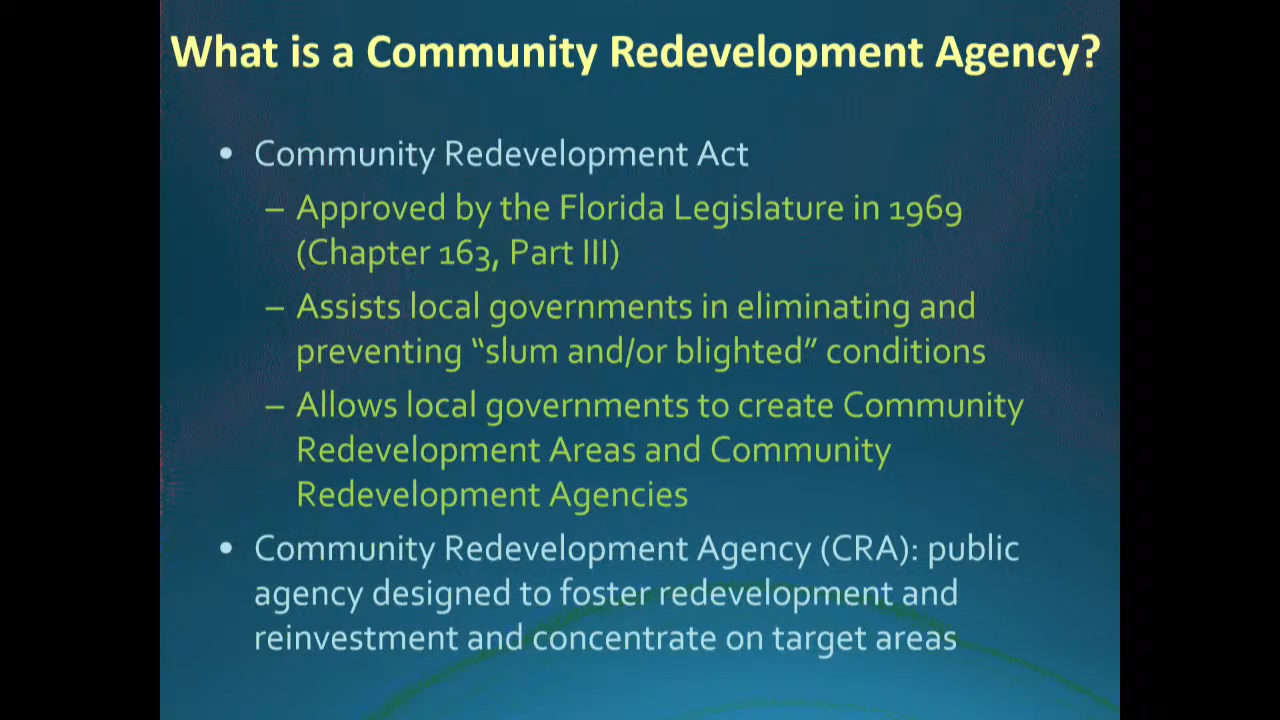 What is a Community Redevelopment Agency?
• Community Redevelopment Act
– Approved by the Florida Legislature in 1969
(Chapter 163, Part III)
– Assists local governments in eliminating and
preventing “slum and/or blighted” conditions
– Allows local governments to create Community
Redevelopment Areas and Community
Redevelopment Agencies
• Community Redevelopment Agency (CRA): public
agency designed to foster redevelopment and
reinvestment and concentrate on target areas